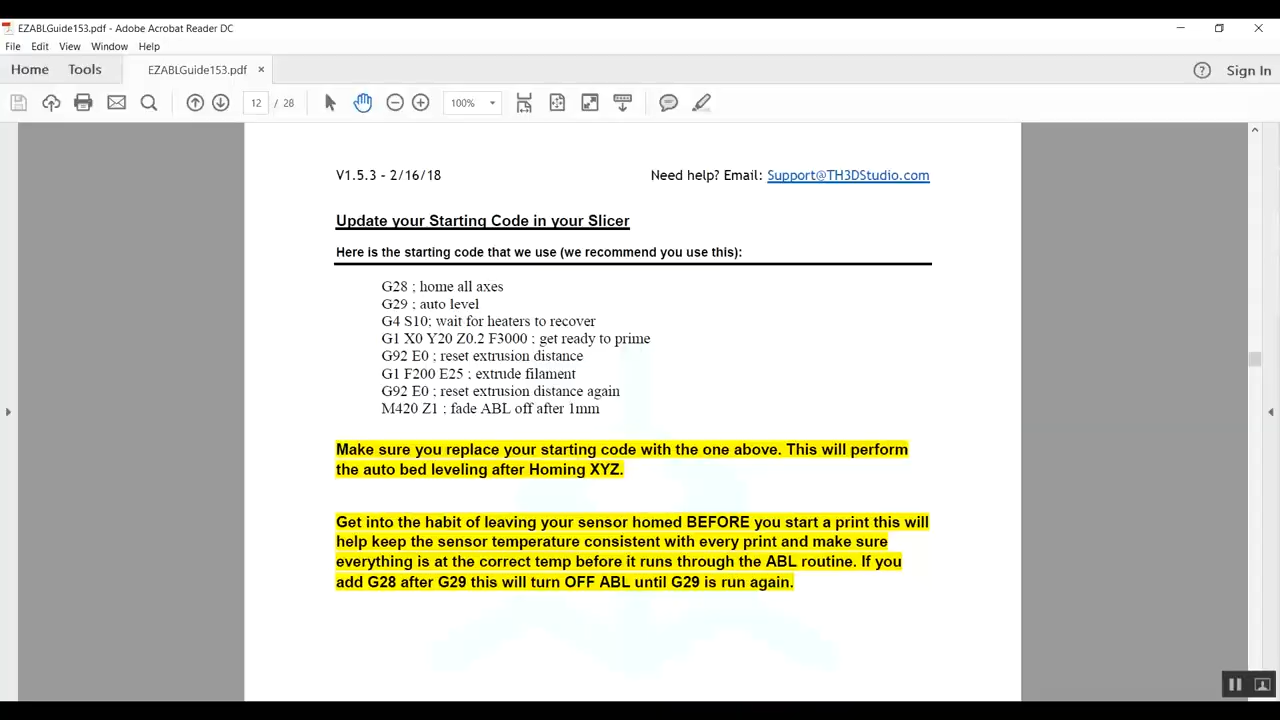 EZABLGuide153.pdf - Adobe Acrobat Reader DC
File Edit View Window Help
Home Tools EZABLGuide153.pdf × Sign In
12 / 28 100%
V1.5.3 - 2/16/18 Need help? Email: Support@TH3DStudio.com
Update your Starting Code in your Slicer
Here is the starting code that we use (we recommend you use this):
G28 ; home all axes
G29 ; auto level
G4 S10; wait for heaters to recover
G1 X0 Y20 Z0.2 F3000 ; get ready to prime
G92 E0 ; reset extrusion distance
G1 F200 E25 ; extrude filament
G92 E0 ; reset extrusion distance again
M420 Z1 ; fade ABL off after 1mm
Make sure you replace your starting code with the one above. This will perform
the auto bed leveling after Homing XYZ.
Get into the habit of leaving your sensor homed BEFORE you start a print this will
help keep the sensor temperature consistent with every print and make sure
everything is at the correct temp before it runs through the ABL routine. If you
add G28 after G29 this will turn OFF ABL until G29 is run again.